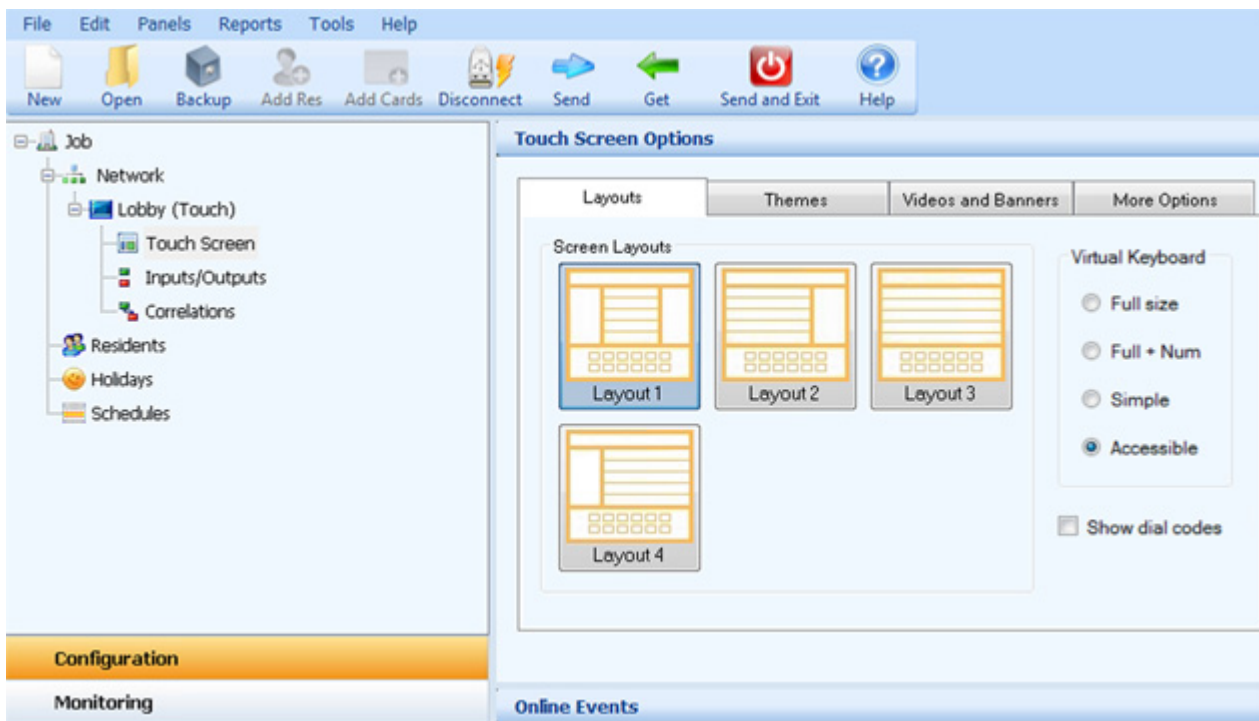 File Edit Panels Reports Tools Help
New Open Backup Add Res Add Cards Disconnect Send Get Send and Exit Help
Job
Network
Lobby (Touch)
Touch Screen
Inputs/Outputs
Correlations
Residents
Holidays
Schedules
Configuration
Monitoring
Touch Screen Options
Layouts Themes Videos and Banners More Options
Screen Layouts
Layout 1 Layout 2 Layout 3
Layout 4
Virtual Keyboard
Full size
Full + Num
Simple
Accessible
Show dial codes
Online Events